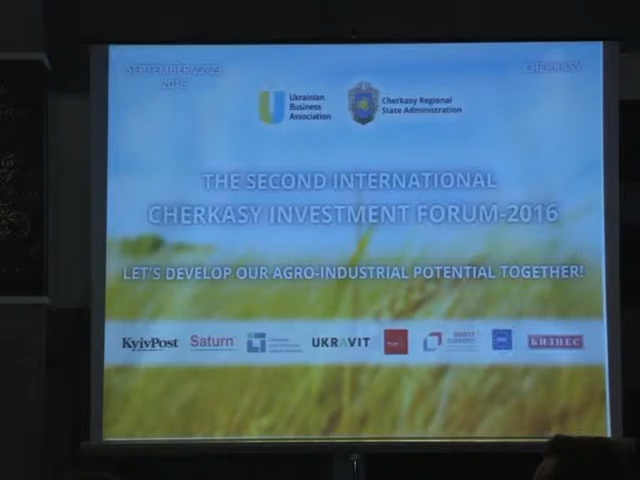 SEPTEMBER 22-23
2016
CHERKASY
Ukrainian
Business
Association
Cherkasy Regional
State Administration
THE SECOND INTERNATIONAL
CHERKASY INVESTMENT FORUM-2016
LET'S DEVELOP OUR AGRO-INDUSTRIAL POTENTIAL TOGETHER!
KyivPost
Saturn
UKRAVIT
INVEST
БИЗНЕС